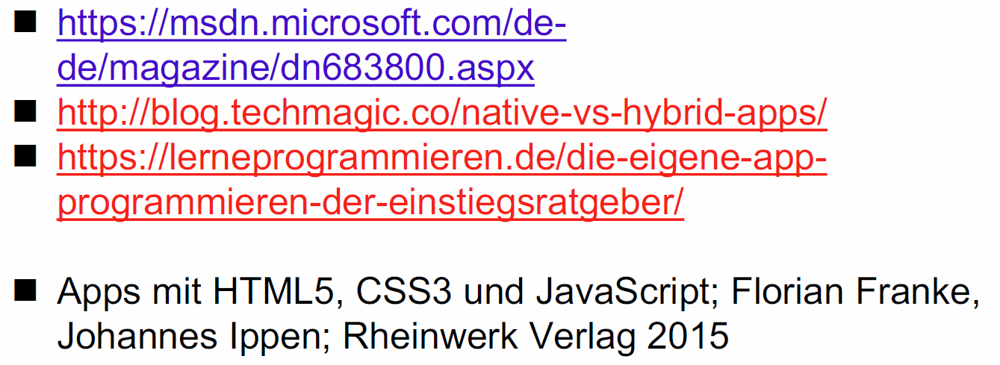 https://msdn.microsoft.com/de-
de/magazine/dn683800.aspx
http://blog.techmagic.co/native-vs-hybrid-apps/
https://lerneprogrammieren.de/die-eigene-app-
programmieren-der-einstiegsratgeber/
Apps mit HTML5, CSS3 und JavaScript; Florian Franke,
Johannes Ippen; Rheinwerk Verlag 2015